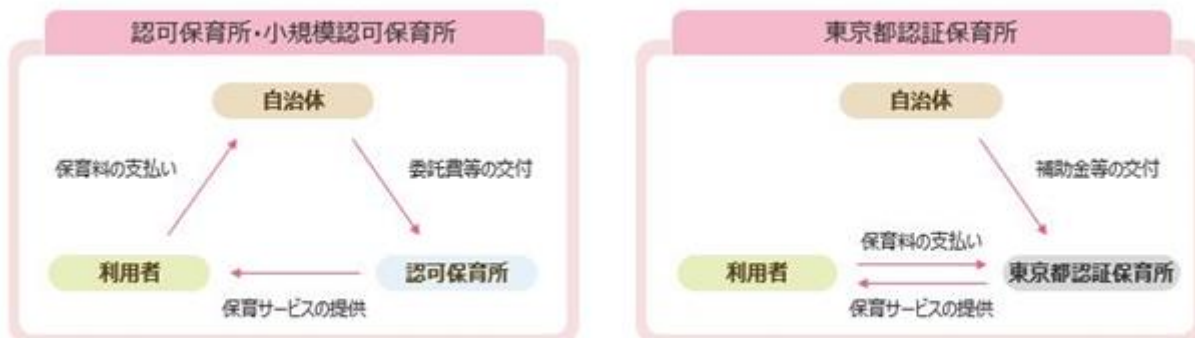 認可保育所・小規模認可保育所
自治体
保育料の支払い
委託費等の交付
利用者
認可保育所
保育サービスの提供
東京都認証保育所
自治体
補助金等の交付
保育料の支払い
利用者
東京都認証保育所
保育サービスの提供